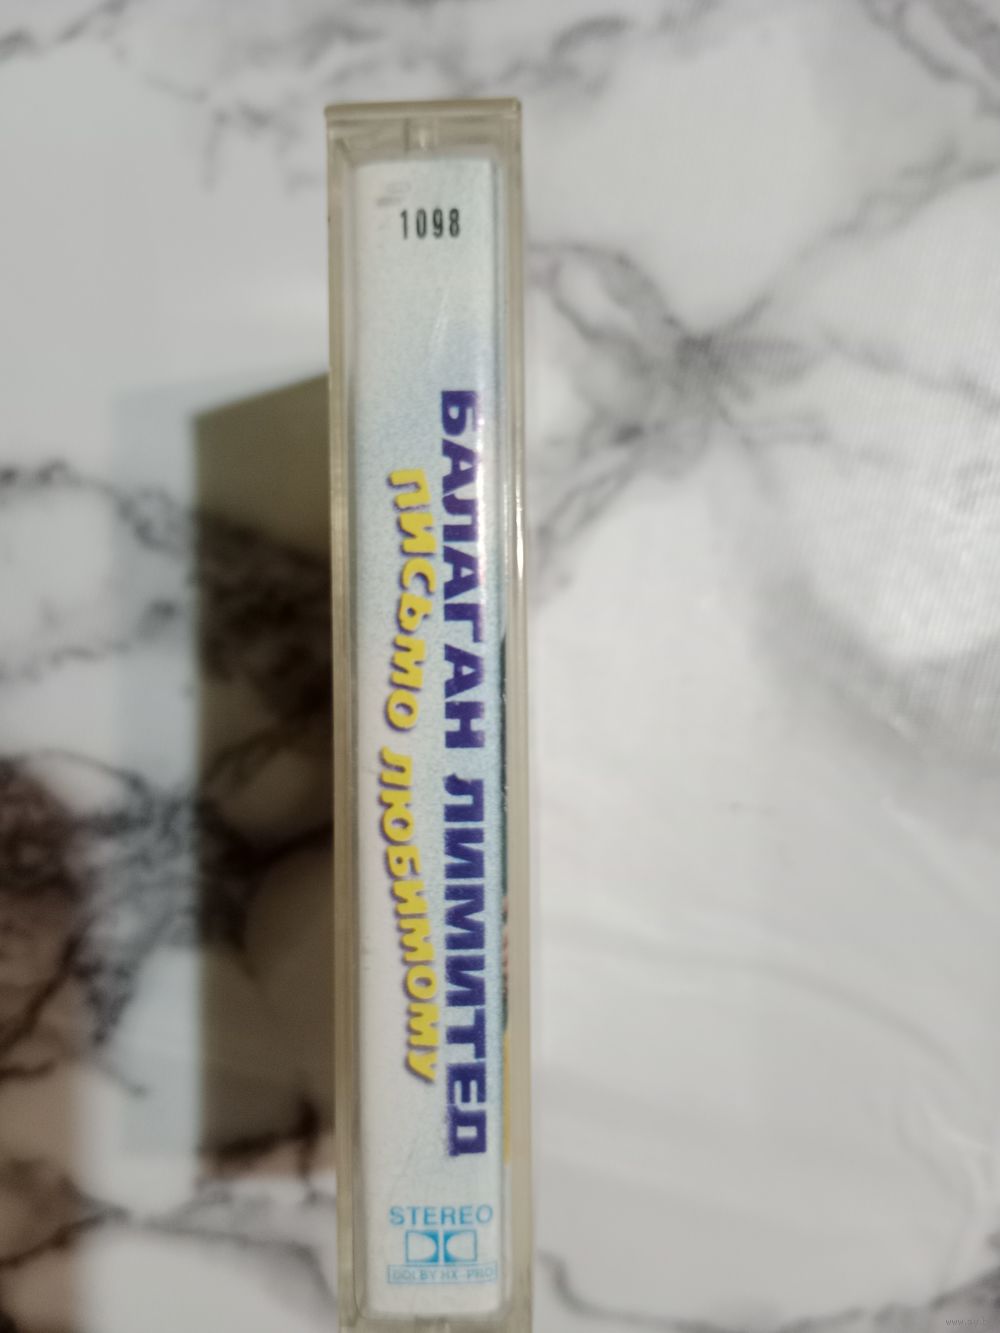 1098
БАЛАГАН ЛИМИТЕД
ПИСЬМО ЛЮБИМОМУ
STEREO
DOLBY HX PRO